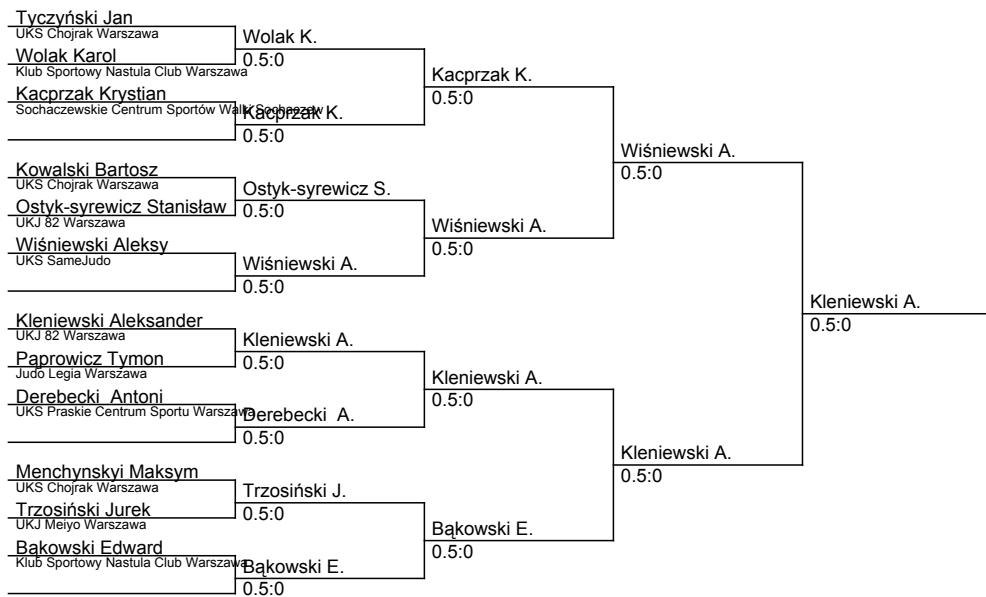 Tyczyński Jan
UKS Chojrak Warszawa
Wolak Karol
Klub Sportowy Nastula Club Warszawa
Kacprzak Krystian
Sochaczewskie Centrum Sportów Walki Sochaczew
Kowalski Bartosz
UKS Chojrak Warszawa
Ostyk-syrewicz Stanisław
UKJ 82 Warszawa
Wiśniewski Aleksy
UKS SameJudo
Kleniewski Aleksander
UKJ 82 Warszawa
Pąprowicz Tymon
Judo Legia Warszawa
Derebecki  Antoni
UKS Praskie Centrum Sportu Warszawa
Menchynskyi Maksym
UKS Chojrak Warszawa
Trzosiński Jurek
UKJ Meiyo Warszawa
Bąkowski Edward
Klub Sportowy Nastula Club Warszawa
Wolak K.
0.5:0
Kacprzak K.
0.5:0
Ostyk-syrewicz S.
0.5:0
Wiśniewski A.
0.5:0
Kleniewski A.
0.5:0
Derebecki  A.
0.5:0
Trzosiński J.
0.5:0
Bąkowski E.
0.5:0
Kacprzak K.
0.5:0
Wiśniewski A.
0.5:0
Kleniewski A.
0.5:0
Bąkowski E.
0.5:0
Wiśniewski A.
0.5:0
Kleniewski A.
0.5:0
Kleniewski A.
0.5:0